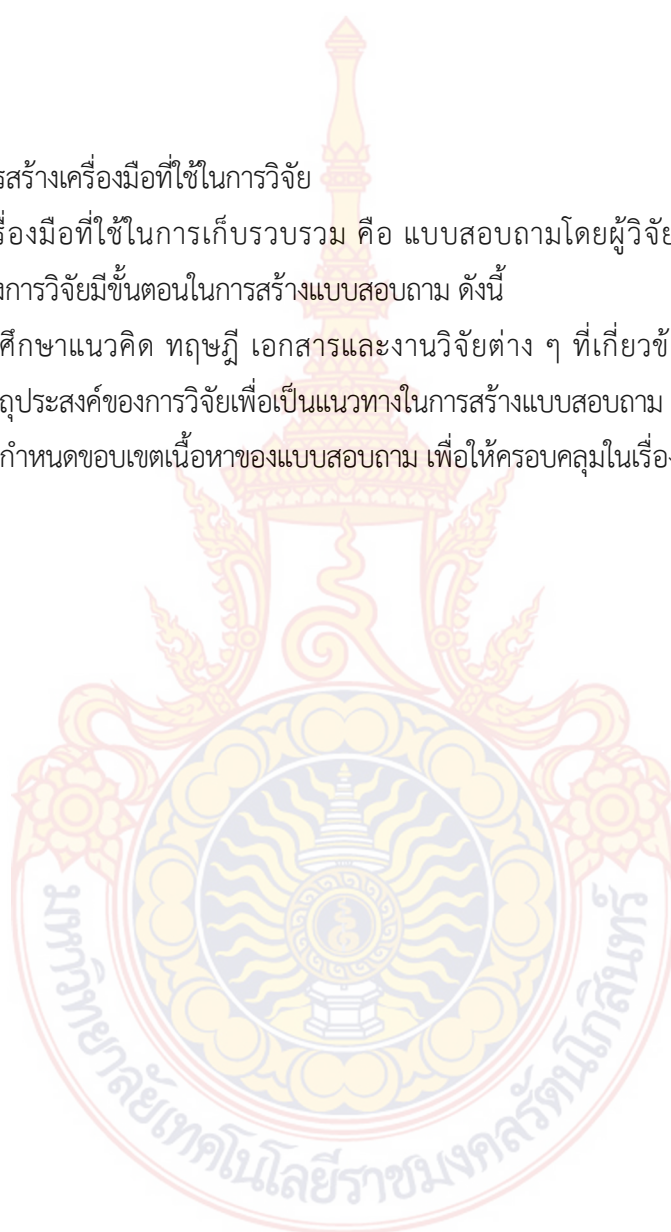 รสร้างเครื่องมือที่ใช้ในการวิจัย
รื่องมือที่ใช้ในการเก็บรวบรวม คือ แบบสอบถามโดยผู้วิจัย
งการวิจัยมีขั้นตอนในการสร้างแบบสอบถาม ดังนี้
ศึกษาแนวคิด ทฤษฎี เอกสารและงานวิจัยต่าง ๆ ที่เกี่ยวข้
ถุประสงค์ของการวิจัยเพื่อเป็นแนวทางในการสร้างแบบสอบถาม
กำหนดขอบเขตเนื้อหาของแบบสอบถาม เพื่อให้ครอบคลุมในเรื่อง
มหาวิทยาลัยเทคโนโลยีราชมงคลรัตนโกสินทร์